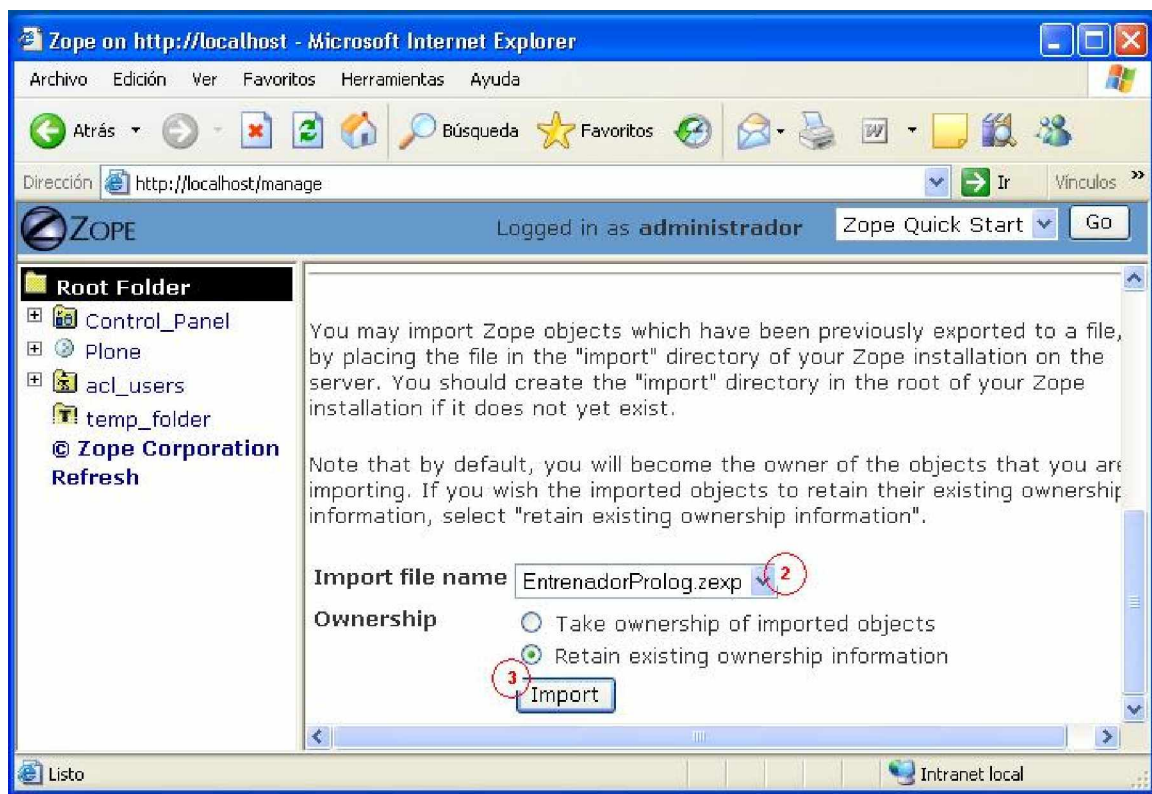 Zope on http://localhost - Microsoft Internet Explorer
Archivo Edición Ver Favoritos Herramientas Ayuda
Atrás Búsqueda Favoritos
Dirección http://localhost/manage Ir Vínculos »
ZOPE Logged in as administrador Zope Quick Start Go
Root Folder
Control_Panel
Plone
acl_users
temp_folder
© Zope Corporation
Refresh
You may import Zope objects which have been previously exported to a file,
by placing the file in the "import" directory of your Zope installation on the
server. You should create the "import" directory in the root of your Zope
installation if it does not yet exist.
Note that by default, you will become the owner of the objects that you are
importing. If you wish the imported objects to retain their existing ownership
information, select "retain existing ownership information".
Import file name EntrenadorProlog.zexp 2
Ownership Take ownership of imported objects
Retain existing ownership information
3 Import
Listo Intranet local